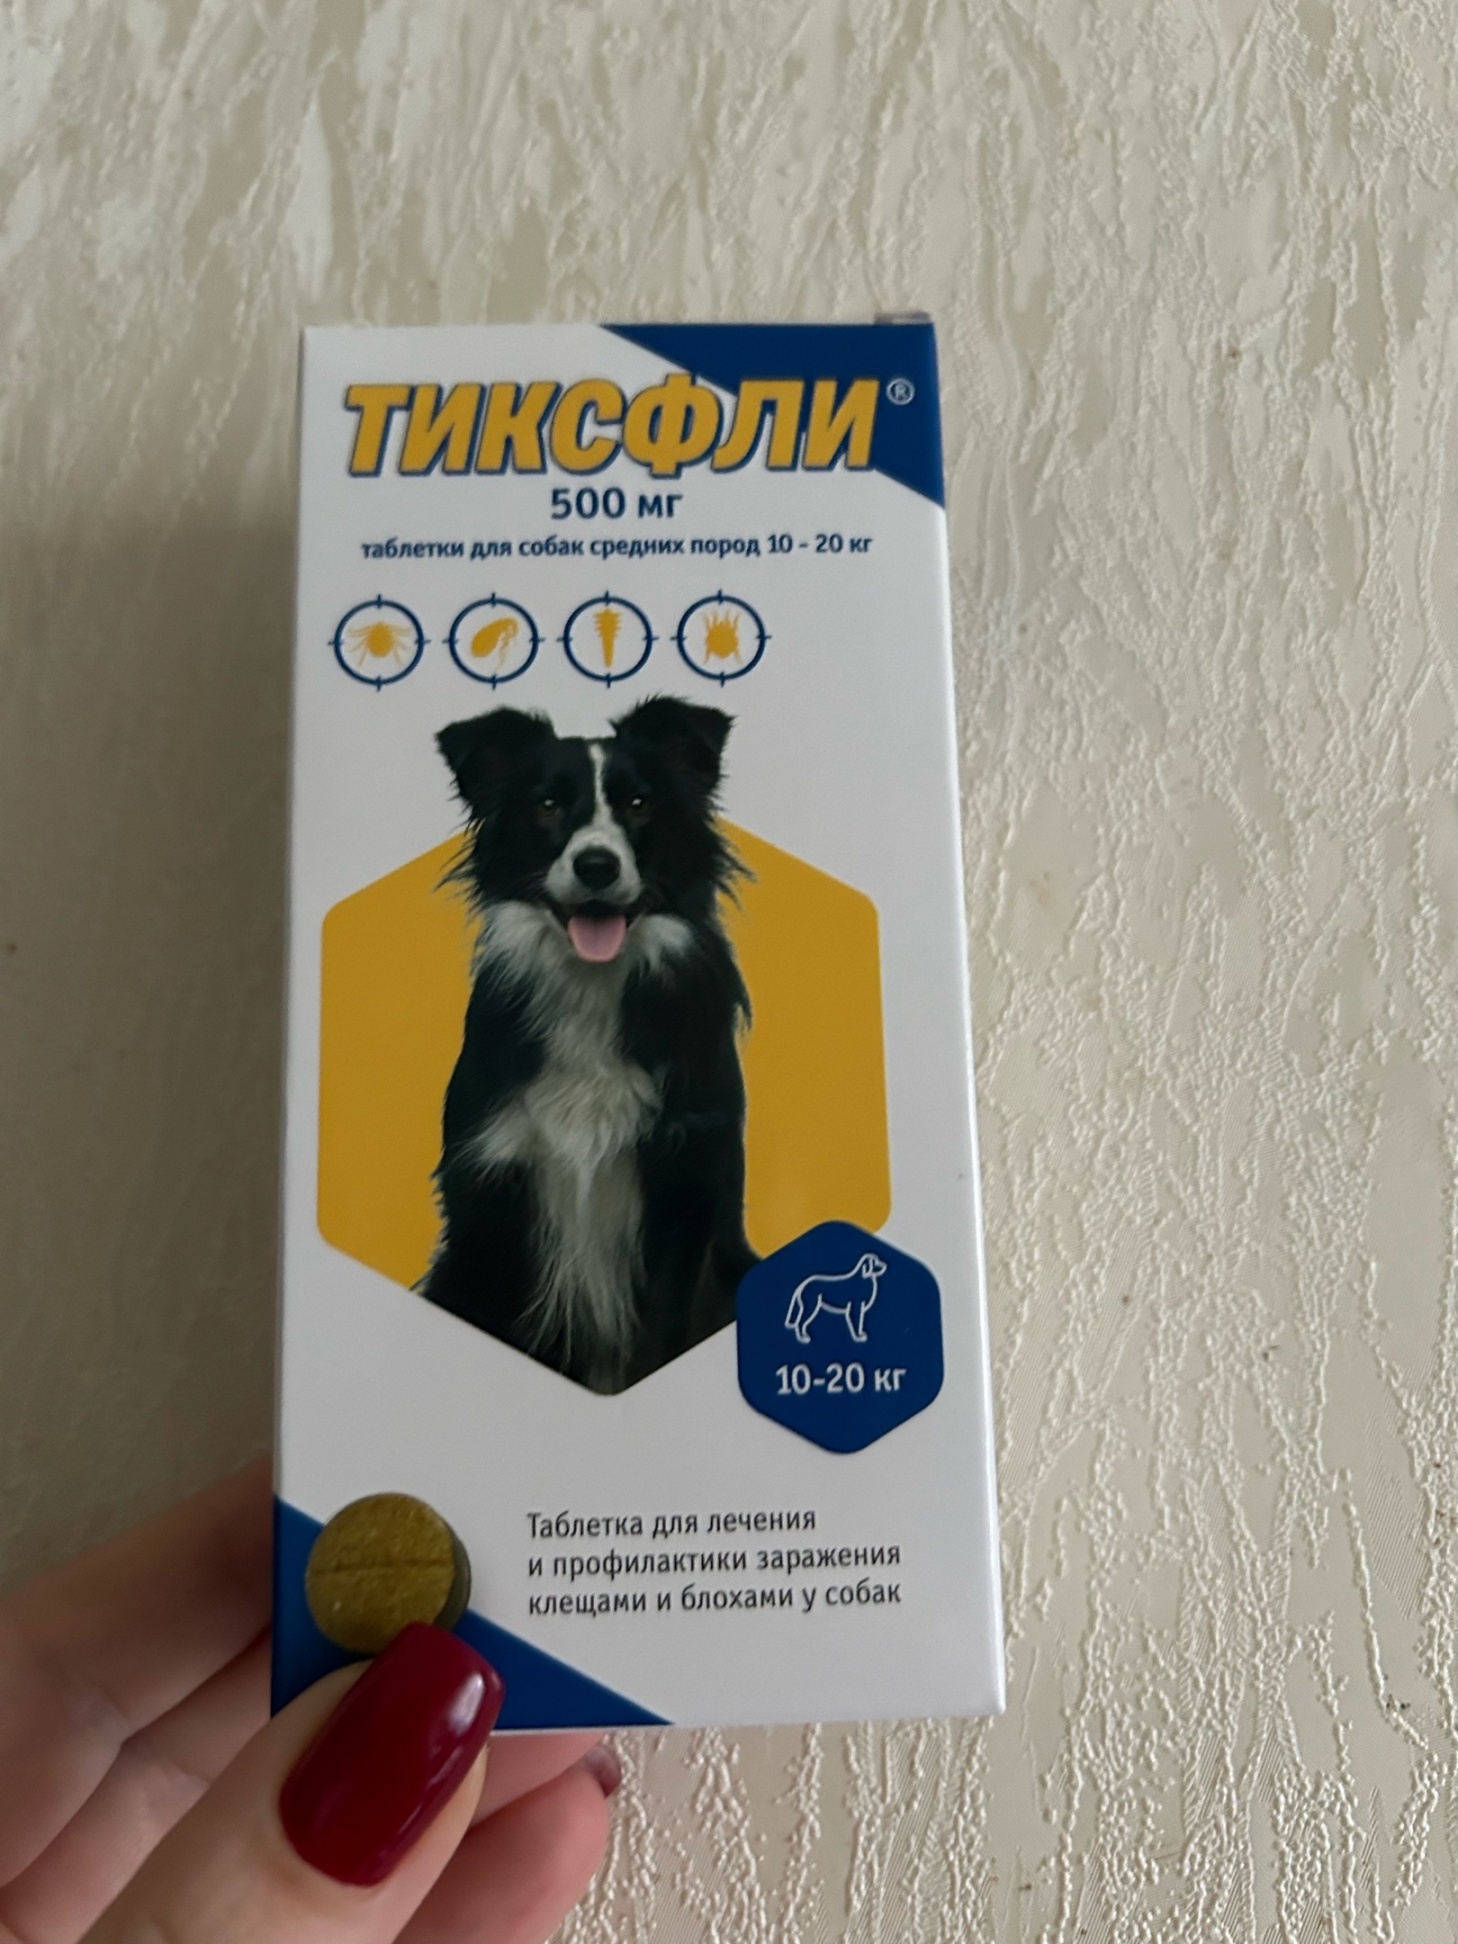 ТИКСФЛИ®
500 мг
таблетки для собак средних пород 10 - 20 кг
10-20 кг
Таблетка для лечения
и профилактики заражения
клещами и блохами у собак